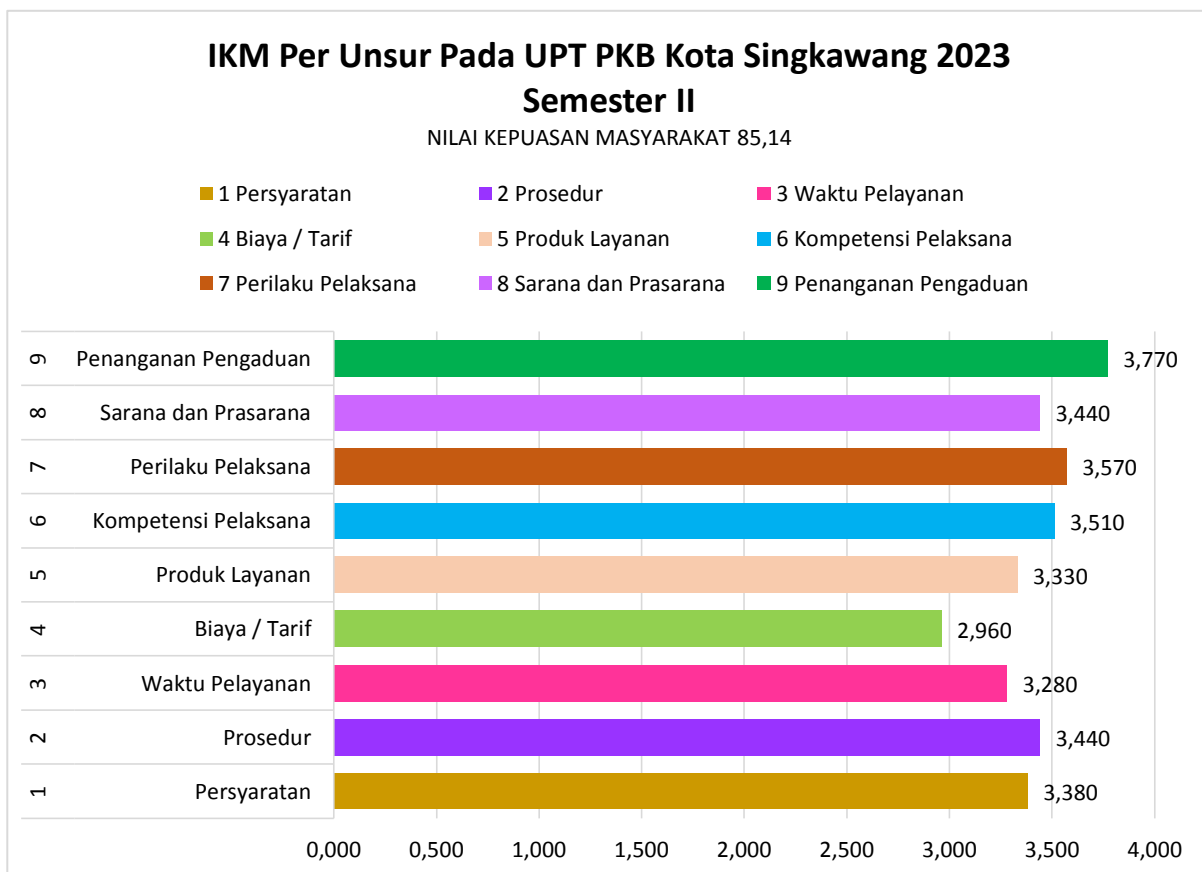 IKM Per Unsur Pada UPT PKB Kota Singkawang 2023
Semester II
NILAI KEPUASAN MASYARAKAT 85,14
1 Persyaratan 2 Prosedur 3 Waktu Pelayanan
4 Biaya / Tarif 5 Produk Layanan 6 Kompetensi Pelaksana
7 Perilaku Pelaksana 8 Sarana dan Prasarana 9 Penanganan Pengaduan
9 Penanganan Pengaduan 3,770
8 Sarana dan Prasarana 3,440
7 Perilaku Pelaksana 3,570
6 Kompetensi Pelaksana 3,510
5 Produk Layanan 3,330
4 Biaya / Tarif 2,960
3 Waktu Pelayanan 3,280
2 Prosedur 3,440
1 Persyaratan 3,380
0,000 0,500 1,000 1,500 2,000 2,500 3,000 3,500 4,000